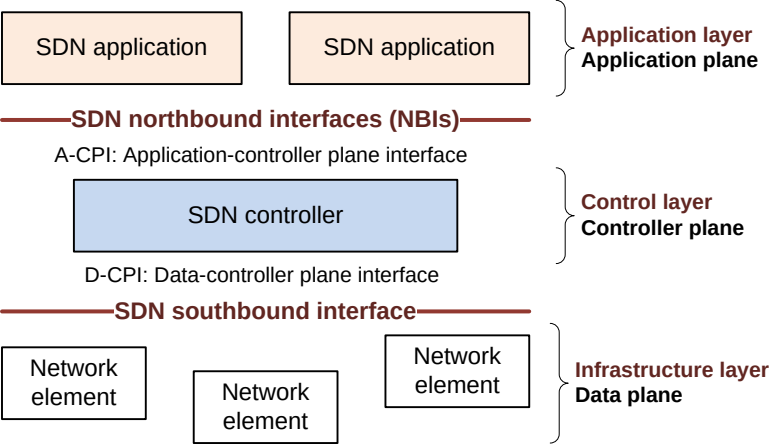 SDN application
SDN application
Application layer
Application plane
SDN northbound interfaces (NBIs)
A-CPI: Application-controller plane interface
SDN controller
Control layer
Controller plane
D-CPI: Data-controller plane interface
SDN southbound interface
Network
element
Network
element
Network
element
Infrastructure layer
Data plane